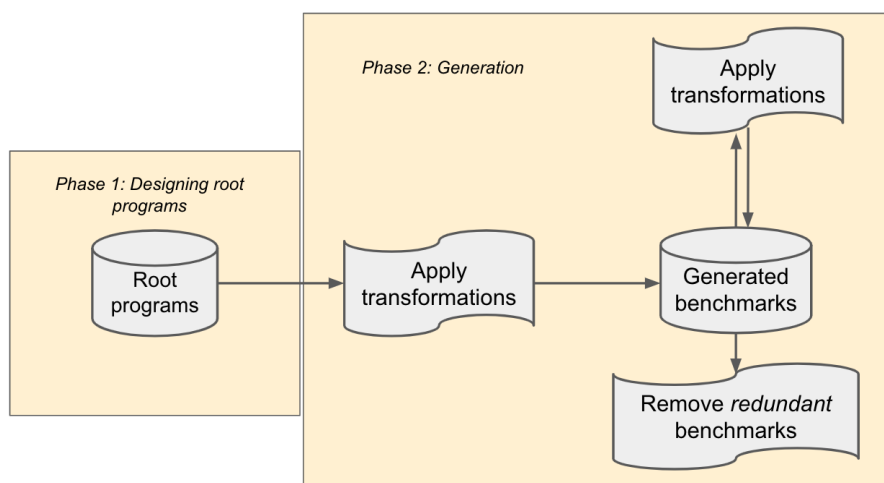 Phase 1: Designing root
programs
Root
programs
Phase 2: Generation
Apply
transformations
Apply
transformations
Generated
benchmarks
Remove redundant
benchmarks